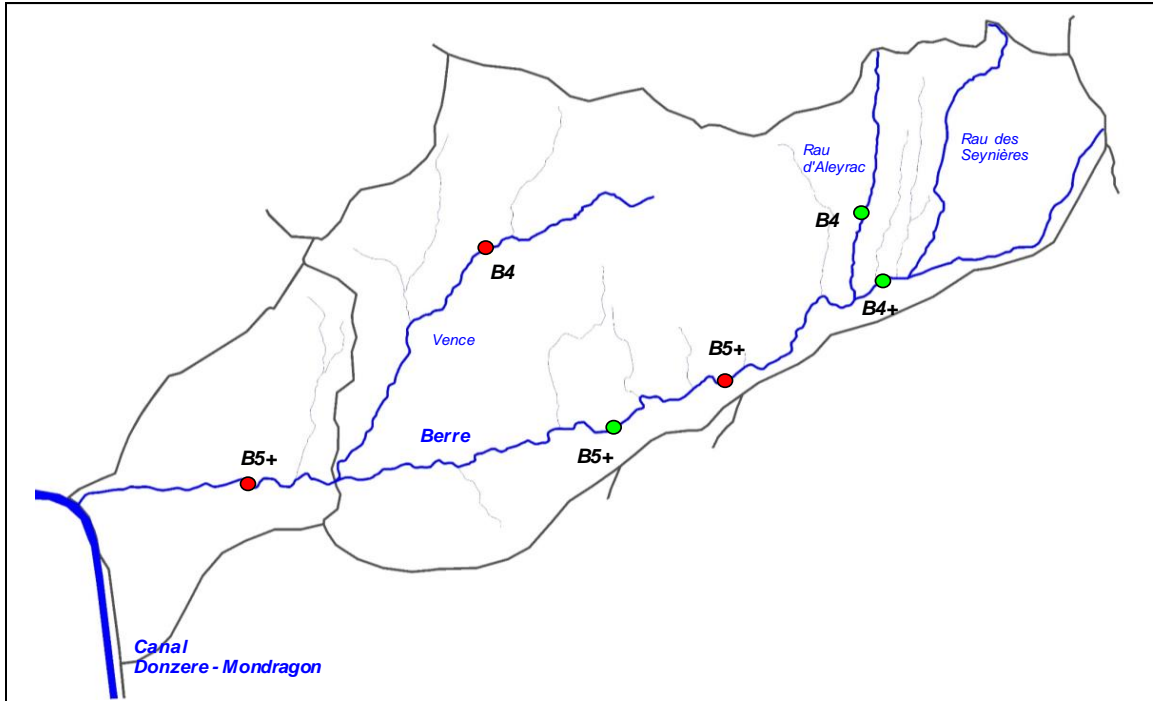 Rau
d'Aleyrac
Rau des
Seynières
B4
B4
B4+
Vence
B5+
Berre
B5+
B5+
Canal
Donzere - Mondragon